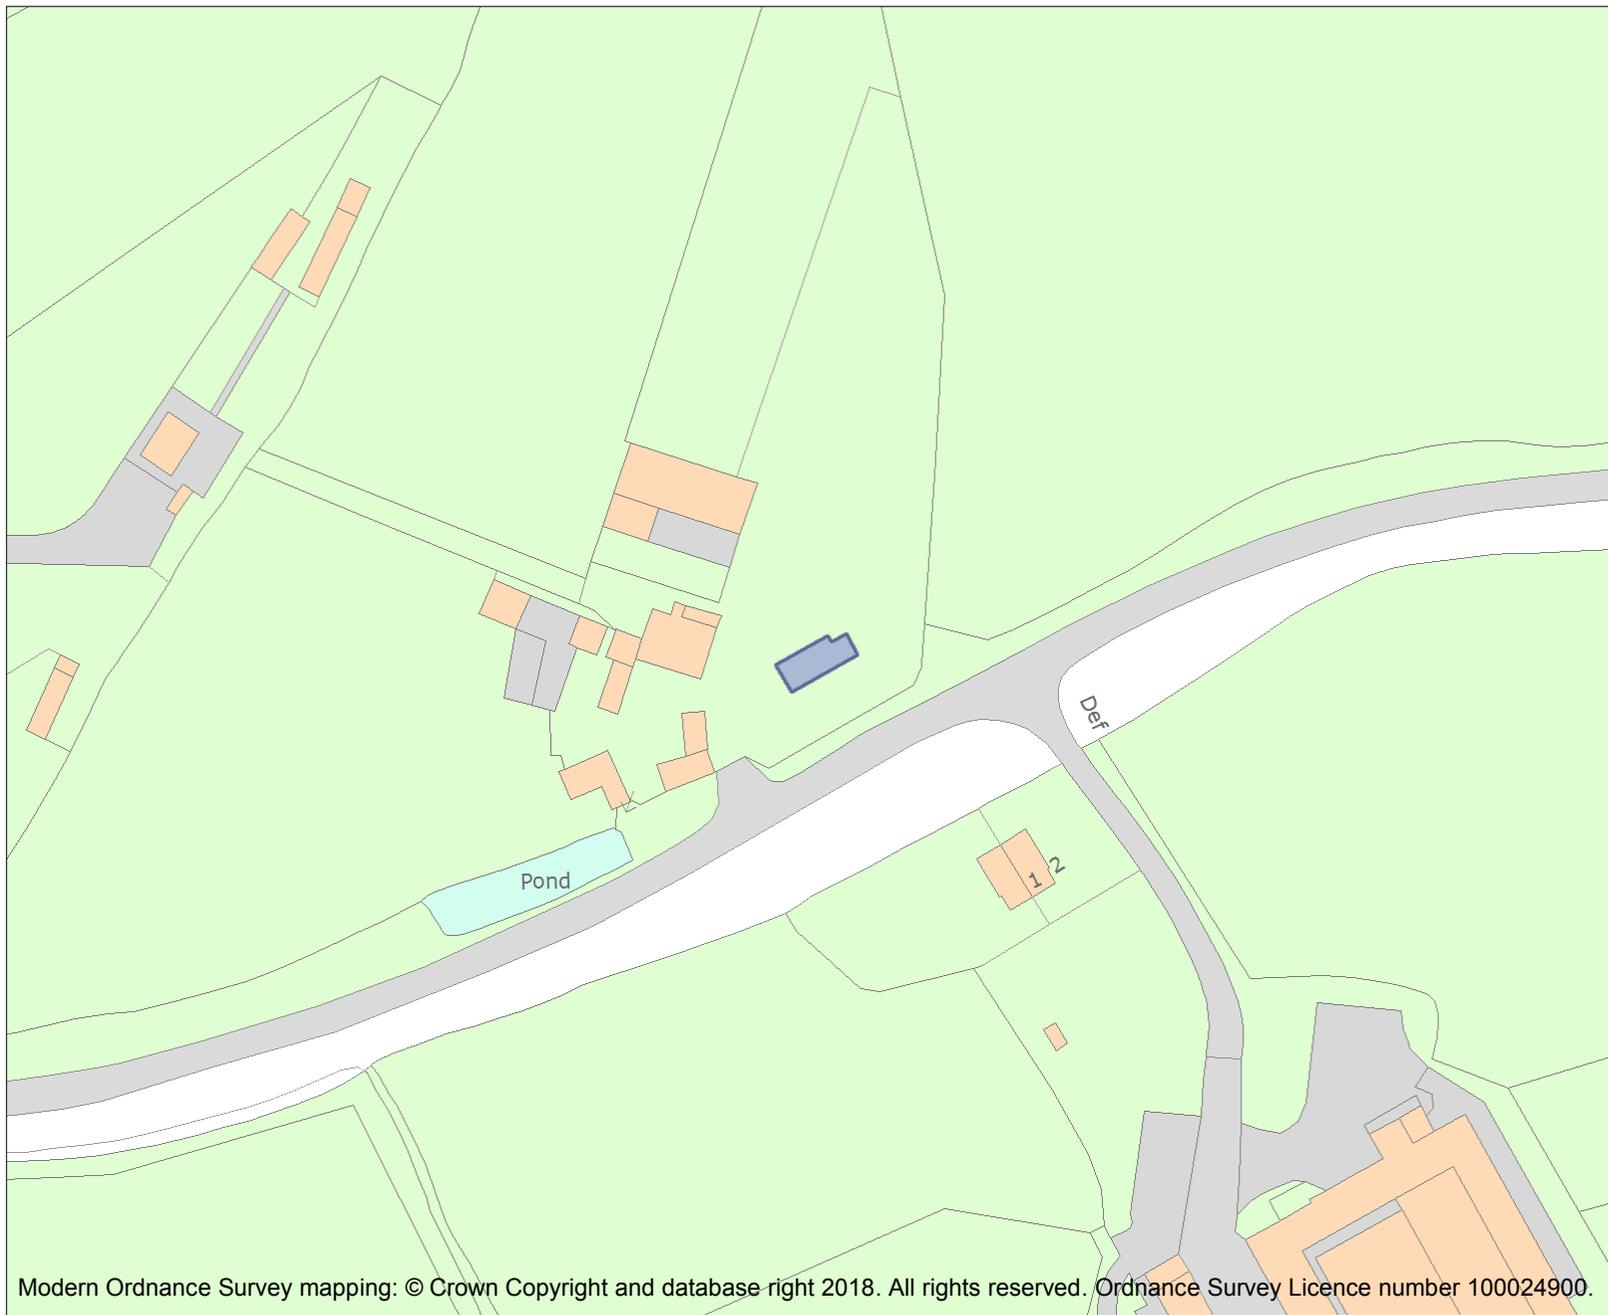 Def
Pond
1
2
Modern Ordnance Survey mapping: © Crown Copyright and database right 2018. All rights reserved. Ordnance Survey Licence number 100024900.